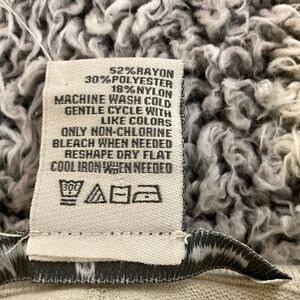 52%RAYON
30%POLYESTER
18%NYLON
MACHINE WASH COLD
GENTLE CYCLE WITH
LIKE COLORS
ONLY NON-CHLORINE
BLEACH WHEN NEEDED
RESHAPE DRY FLAT
COOL IRON WHEN NEEDED